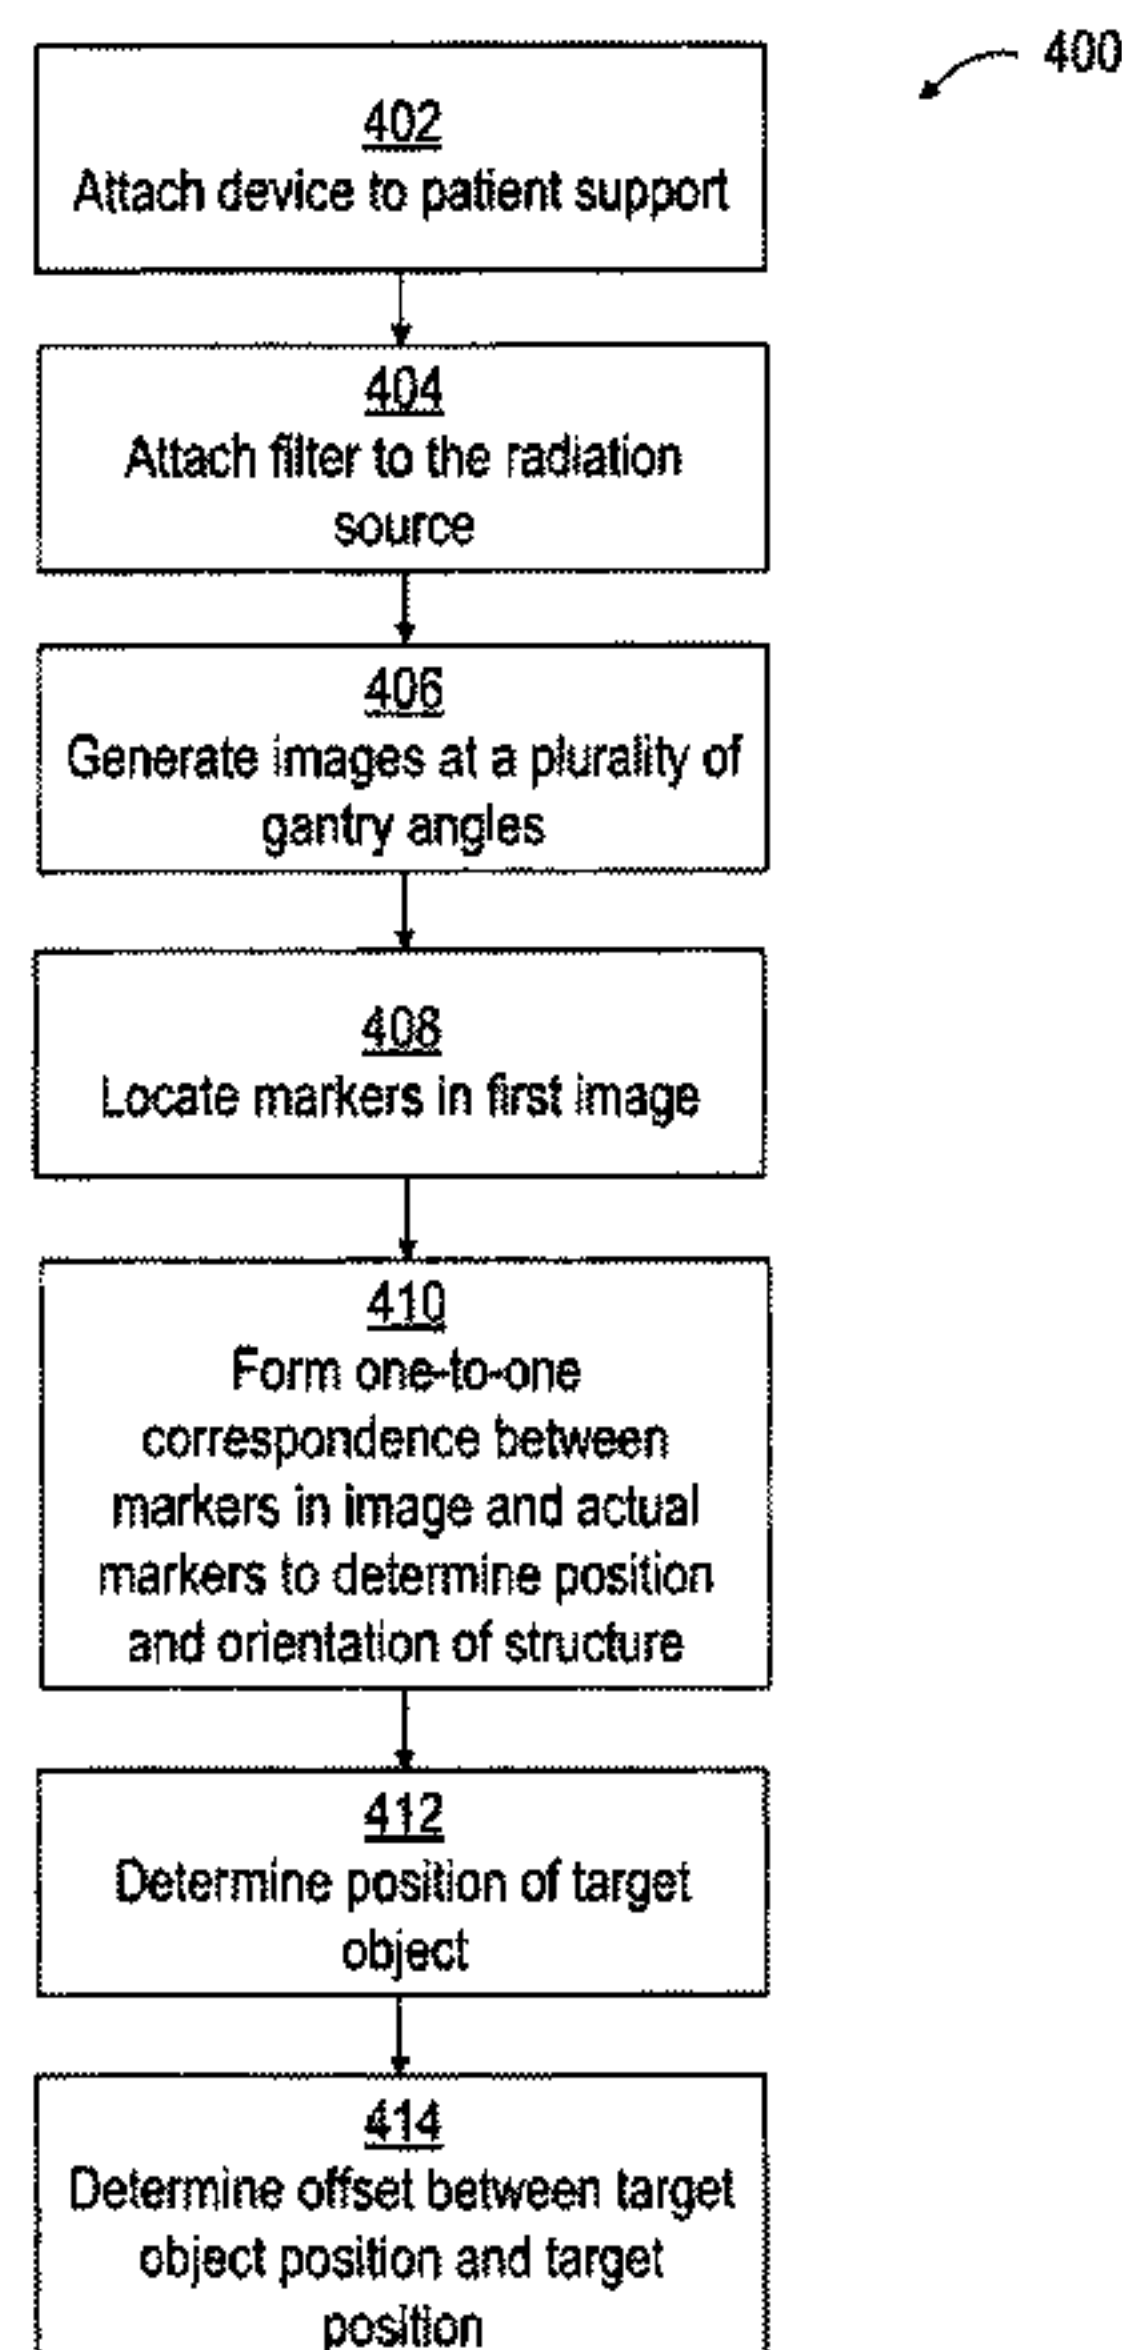 400
402
Attach device to patient support
404
Attach filter to the radiation
source
406
Generate images at a plurality of
gantry angles
408
Locate markers in first image
410
Form one-to-one
correspondence between
markers in image and actual
markers to determine position
and orientation of structure
412
Determine position of target
object
414
Determine offset between target
object position and target
position